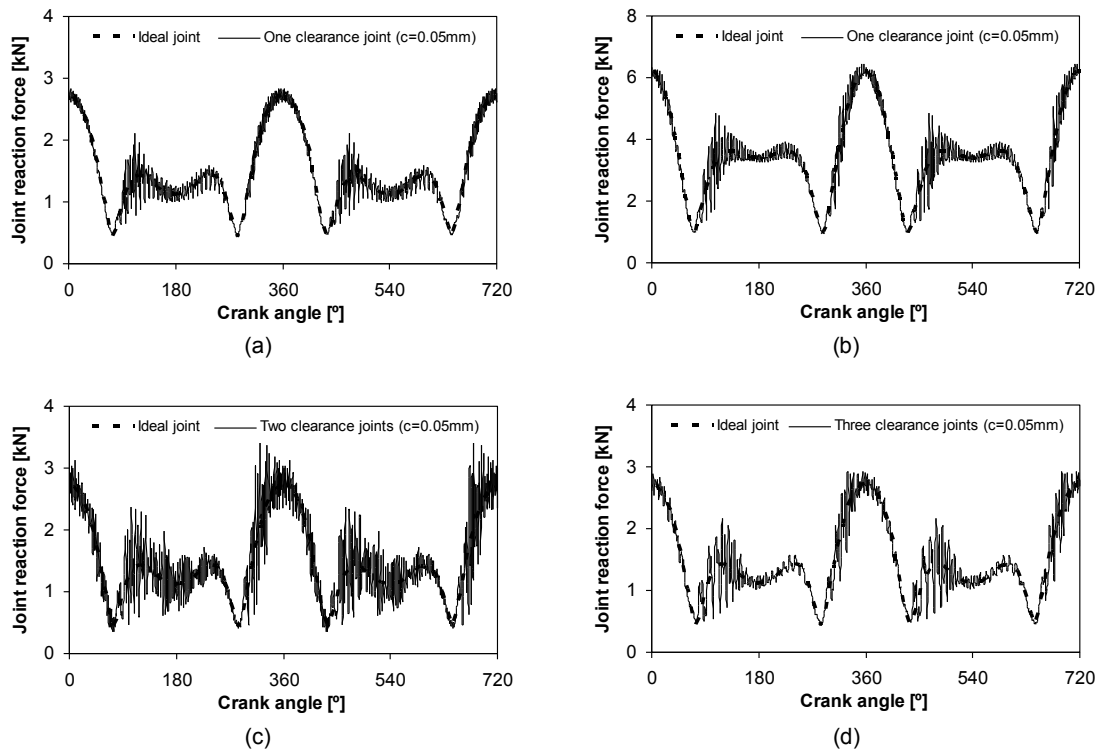 Joint reaction force [kN]
4
3
2
1
0
Ideal joint
One clearance joint (c=0.05mm)
0
180
360
540
720
Crank angle [º]
(a)
Joint reaction force [kN]
8
6
4
2
0
Ideal joint
One clearance joint (c=0.05mm)
0
180
360
540
720
Crank angle [º]
(b)
Joint reaction force [kN]
4
3
2
1
0
Ideal joint
Two clearance joints (c=0.05mm)
0
180
360
540
720
Crank angle [º]
(c)
Joint reaction force [kN]
4
3
2
1
0
Ideal joint
Three clearance joints (c=0.05mm)
0
180
360
540
720
Crank angle [º]
(d)